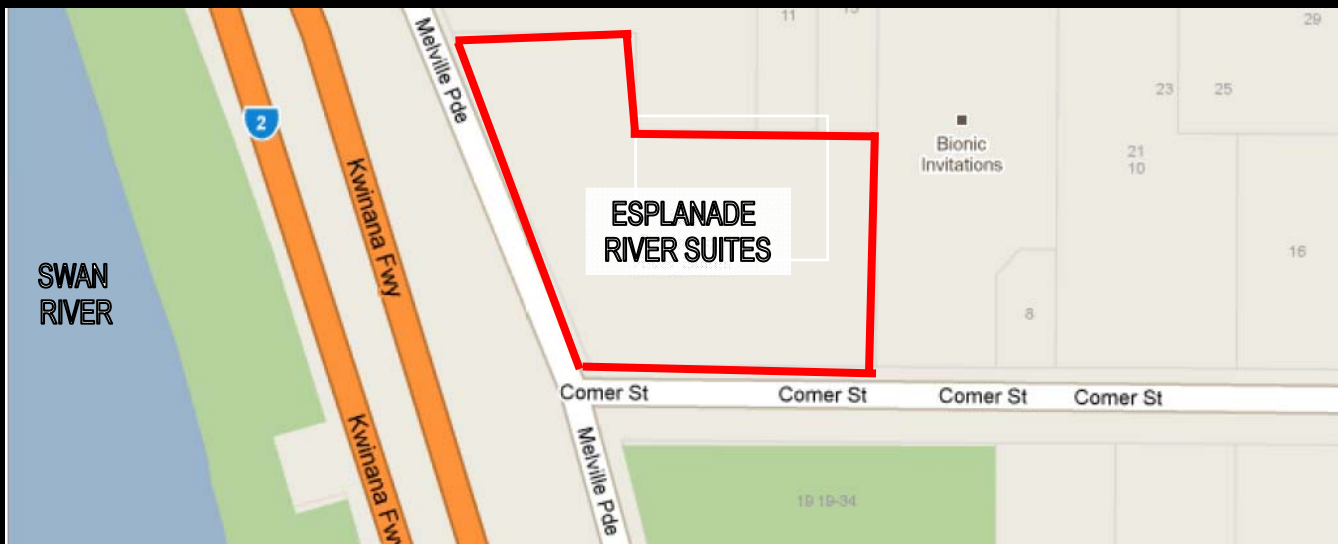 11
29
Melville Pde
2
23
25
Bionic
Invitations
21
10
Kwinana Fwy
ESPLANADE
RIVER SUITES
16
SWAN
RIVER
8
Comer St
Comer St
Comer St
Comer St
Kwinana Fwy
Melville Pde
19 19-34